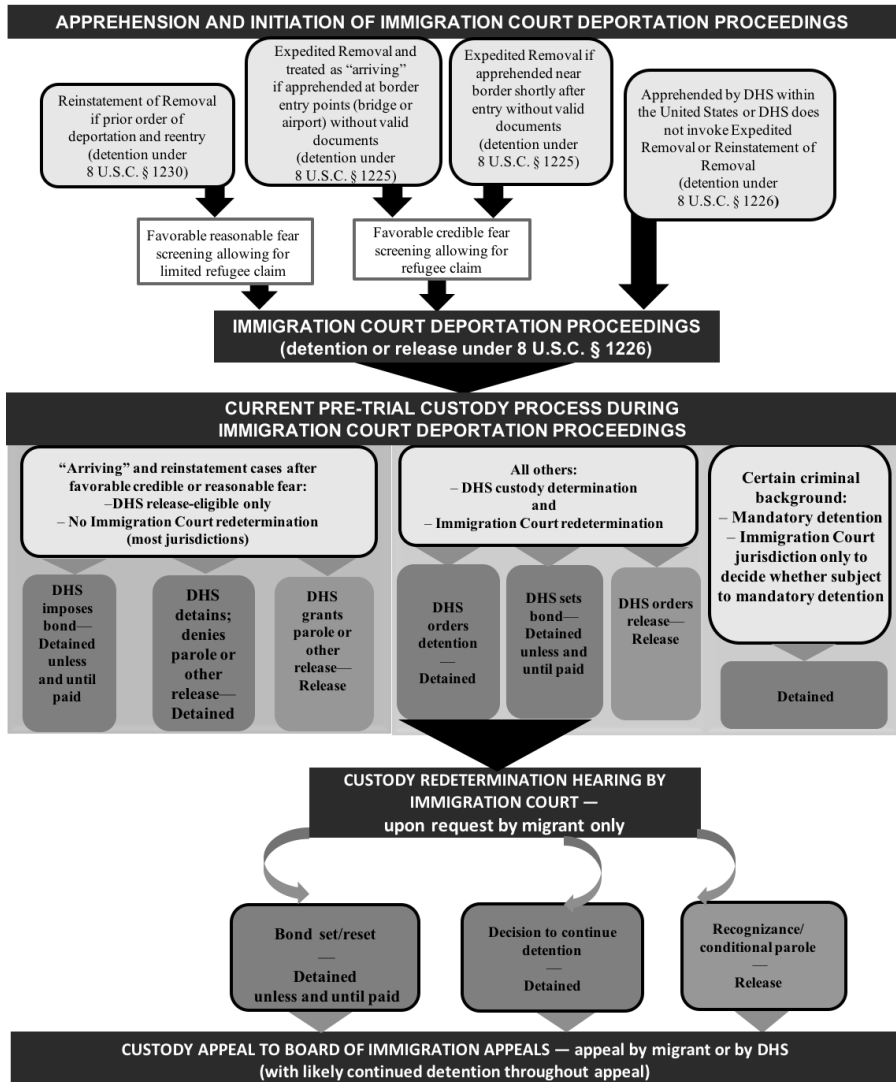 APPREHENSION AND INITIATION OF IMMIGRATION COURT DEPORTATION PROCEEDINGS
Reinstatement of Removal
if prior order of
deportation and reentry
(detention under
8 U.S.C. § 1230)
Expedited Removal and
treated as “arriving”
if apprehended at border
entry points (bridge or
airport) without valid
documents
(detention under
8 U.S.C. § 1225)
Expedited Removal if
apprehended near
border shortly after
entry without valid
documents
(detention under
8 U.S.C. § 1225)
Apprehended by DHS within
the United States or DHS does
not invoke Expedited
Removal or Reinstatement of
Removal
(detention under
8 U.S.C. § 1226)
Favorable reasonable fear
screening allowing for
limited refugee claim
Favorable credible fear
screening allowing for
refugee claim
IMMIGRATION COURT DEPORTATION PROCEEDINGS
(detention or release under 8 U.S.C. § 1226)
CURRENT PRE-TRIAL CUSTODY PROCESS DURING
IMMIGRATION COURT DEPORTATION PROCEEDINGS
“Arriving” and reinstatement cases after
favorable credible or reasonable fear:
–DHS release-eligible only
– No Immigration Court redetermination
(most jurisdictions)
All others:
– DHS custody determination
and
– Immigration Court redetermination
Certain criminal
background:
– Mandatory detention
– Immigration Court
jurisdiction only to
decide whether subject
to mandatory detention
DHS
imposes
bond—
Detained
unless
and until
paid
DHS
detains;
denies
parole or
other
release—
Detained
DHS
grants
parole or
other
release—
Release
DHS
orders
detention
—
Detained
DHS sets
bond—
Detained
unless and
until paid
DHS orders
release—
Release
Detained
CUSTODY REDETERMINATION HEARING BY
IMMIGRATION COURT —
upon request by migrant only
Bond set/reset
—
Detained
unless and until paid
Decision to continue
detention
—
Detained
Recognizance/
conditional parole
—
Release
CUSTODY APPEAL TO BOARD OF IMMIGRATION APPEALS — appeal by migrant or by DHS
(with likely continued detention throughout appeal)